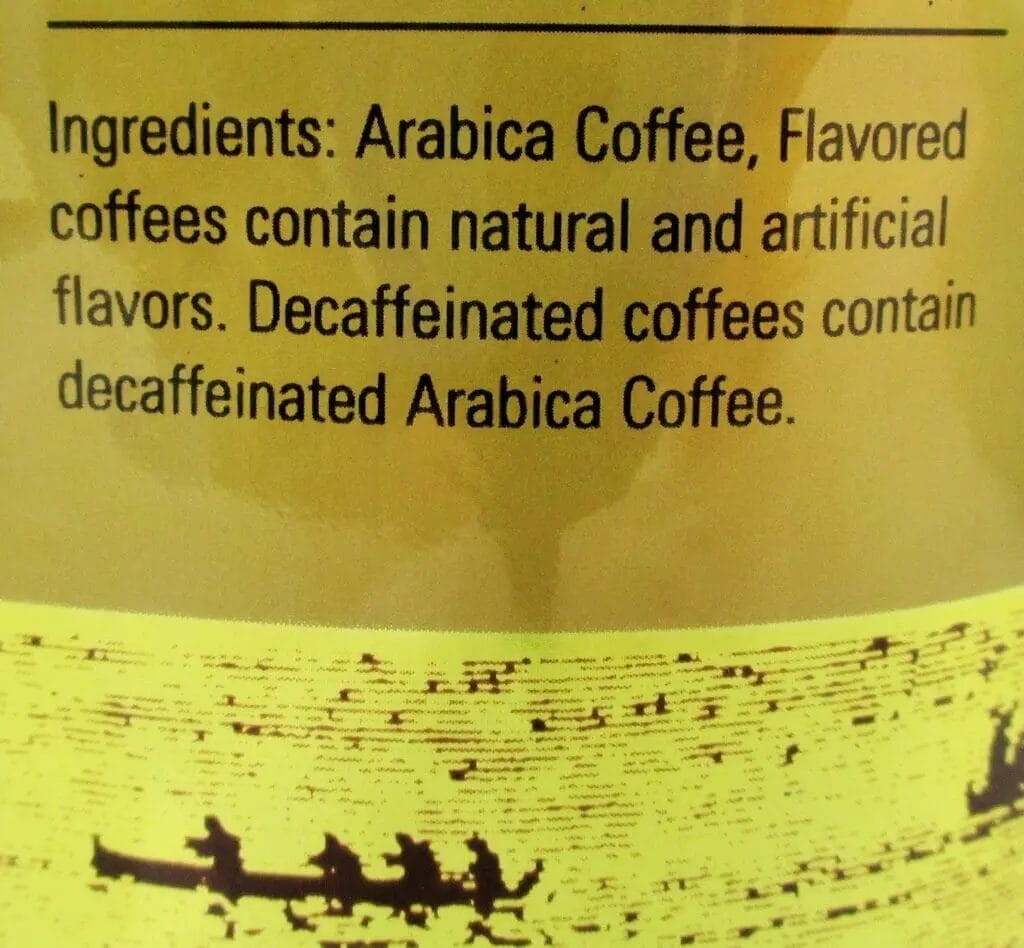 Ingredients: Arabica Coffee, Flavored
coffees contain natural and artificial
flavors. Decaffeinated coffees contain
decaffeinated Arabica Coffee.